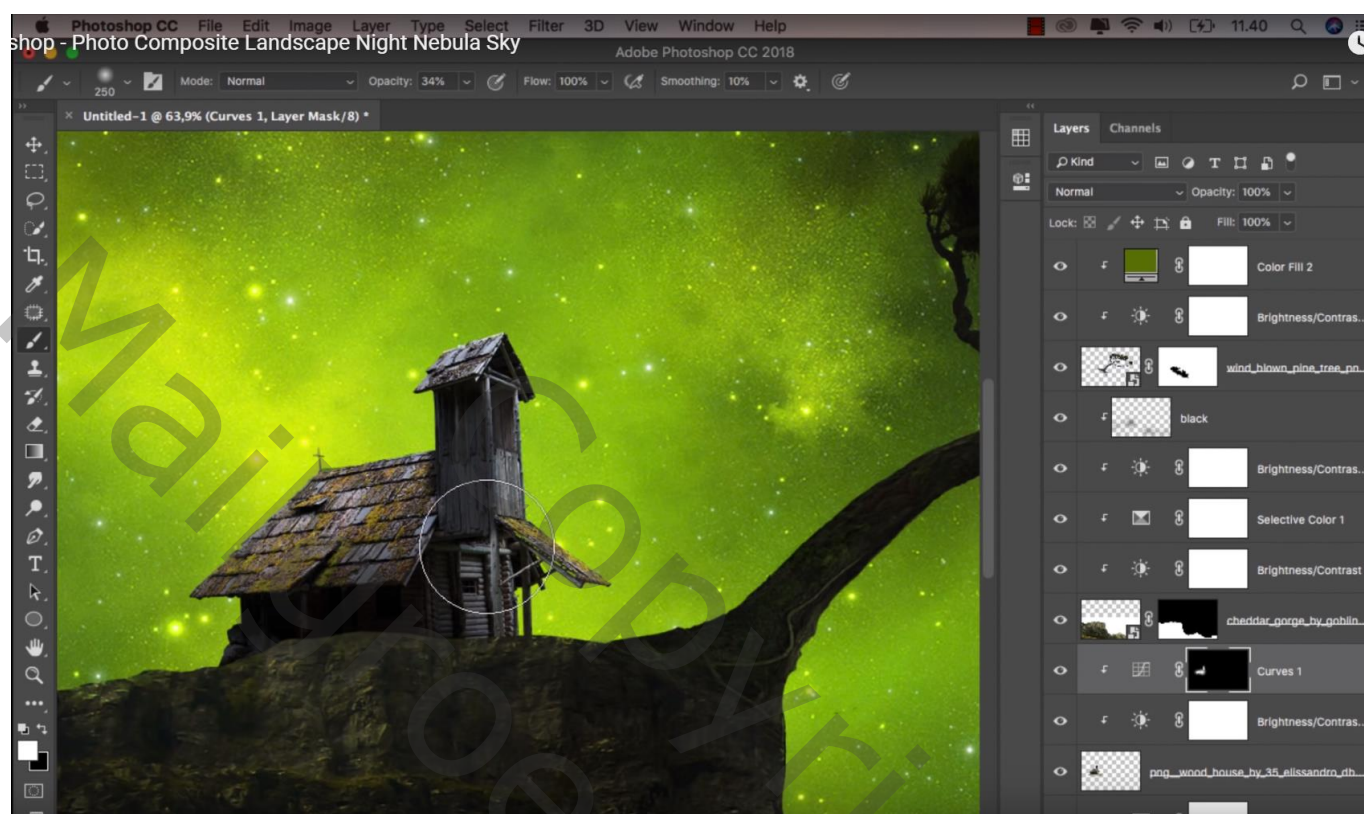 Photoshop CC File Edit Image Layer Type Select Filter 3D View Window Help 11.40
shop - Photo Composite Landscape Night Nebula Sky
Adobe Photoshop CC 2018
250 Mode: Normal Opacity: 34% Flow: 100% Smoothing: 10%
× Untitled-1 @ 63,9% (Curves 1, Layer Mask/8) *
Layers Channels
Kind
Normal Opacity: 100%
Lock: Fill: 100%
Color Fill 2
Brightness/Contras...
wind_blown_pine_tree_pn...
black
Brightness/Contras...
Selective Color 1
Brightness/Contrast
cheddar_gorge_by_goblin...
Curves 1
Brightness/Contras...
png__wood_house_by_35_elissandro_db...